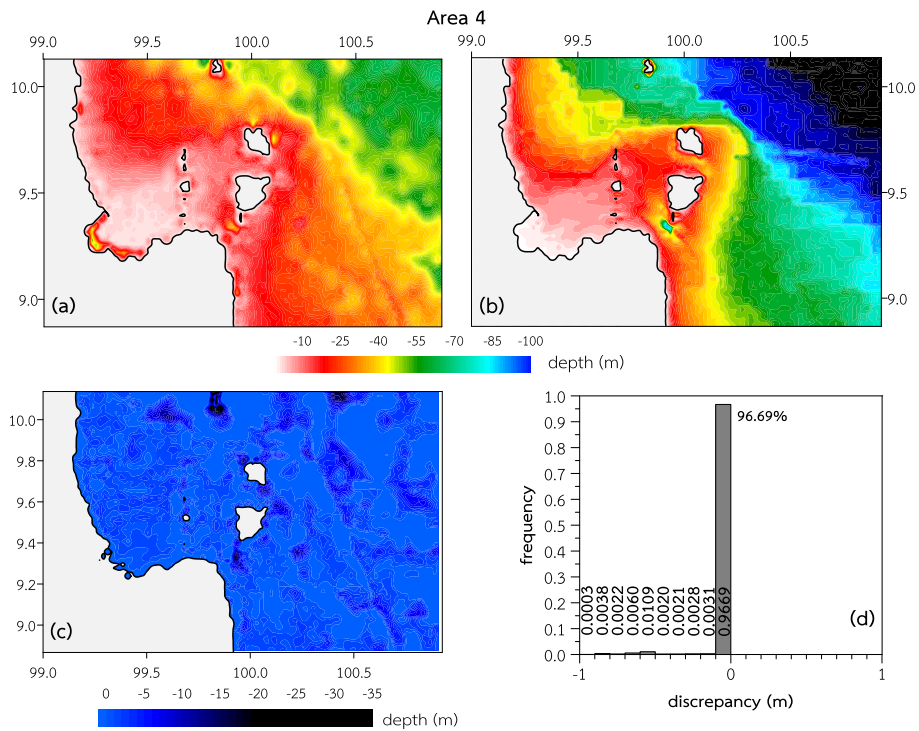 Area 4
99.0 99.5 100.0 100.5
99.0 99.5 100.0 100.5
10.0
9.5
9.0
(a)
10.0
9.5
9.0
(b)
-10 -25 -40 -55 -70 -85 -100
depth (m)
10.0
9.8
9.6
9.4
9.2
9.0
(c)
99.0 99.5 100.0 100.5
0 -5 -10 -15 -20 -25 -30 -35
depth (m)
1.0
0.9
0.8
0.7
0.6
0.5
0.4
0.3
0.2
0.1
0.0
frequency
96.69%
0.0003
0.0038
0.0022
0.0060
0.0109
0.0020
0.0021
0.0028
0.0031
0.9669
(d)
-1 0 1
discrepancy (m)